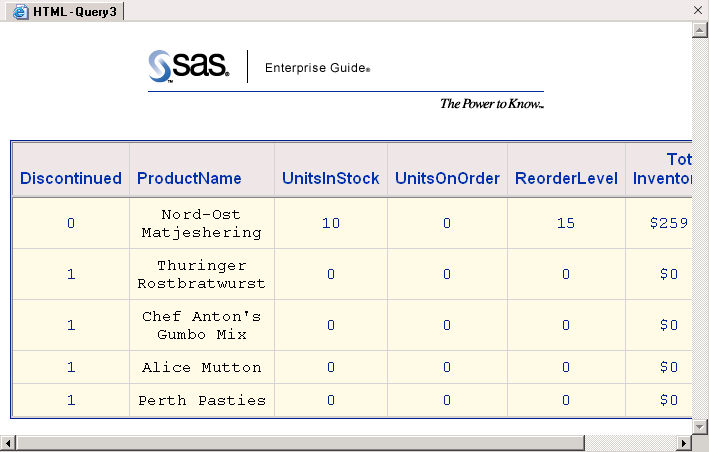 HTML - Query3
sas® Enterprise Guide®
The Power to Know™
Tot
Discontinued ProductName UnitsInStock UnitsOnOrder ReorderLevel Inventor
Nord-Ost
0 10 0 15 $259
Matjeshering
Thuringer
1 0 0 0 $0
Rostbratwurst
Chef Anton's
1 0 0 0 $0
Gumbo Mix
1 Alice Mutton 0 0 0 $0
1 Perth Pasties 0 0 0 $0